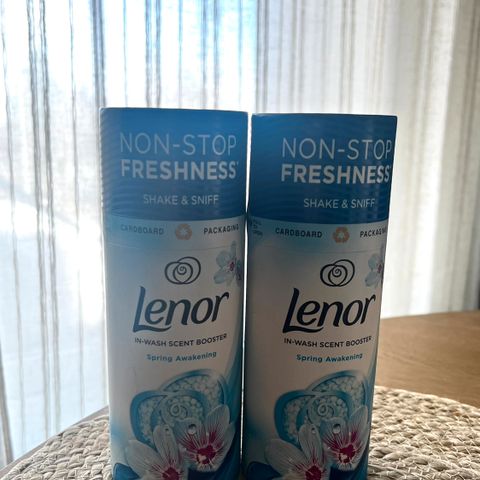 NON-STOP
FRESHNESS*
SHAKE & SNIFF
CARDBOARD PACKAGING
Lenor
IN-WASH SCENT BOOSTER
Spring Awakening
NON-STOP
FRESHNESS*
SHAKE & SNIFF
CARDBOARD PACKAGING
Lenor
IN-WASH SCENT BOOSTER
Spring Awakening